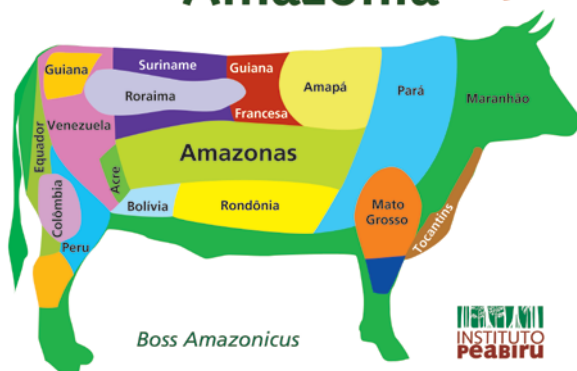 Amazônia
Guiana
Suriname
Guiana
Francesa
Roraima
Amapá
Pará
Maranhão
Venezuela
Equador
Amazonas
Acre
Colômbia
Bolívia
Rondônia
Mato
Grosso
Tocantins
Peru
Boss Amazonicus
INSTITUTO
PEABIRU